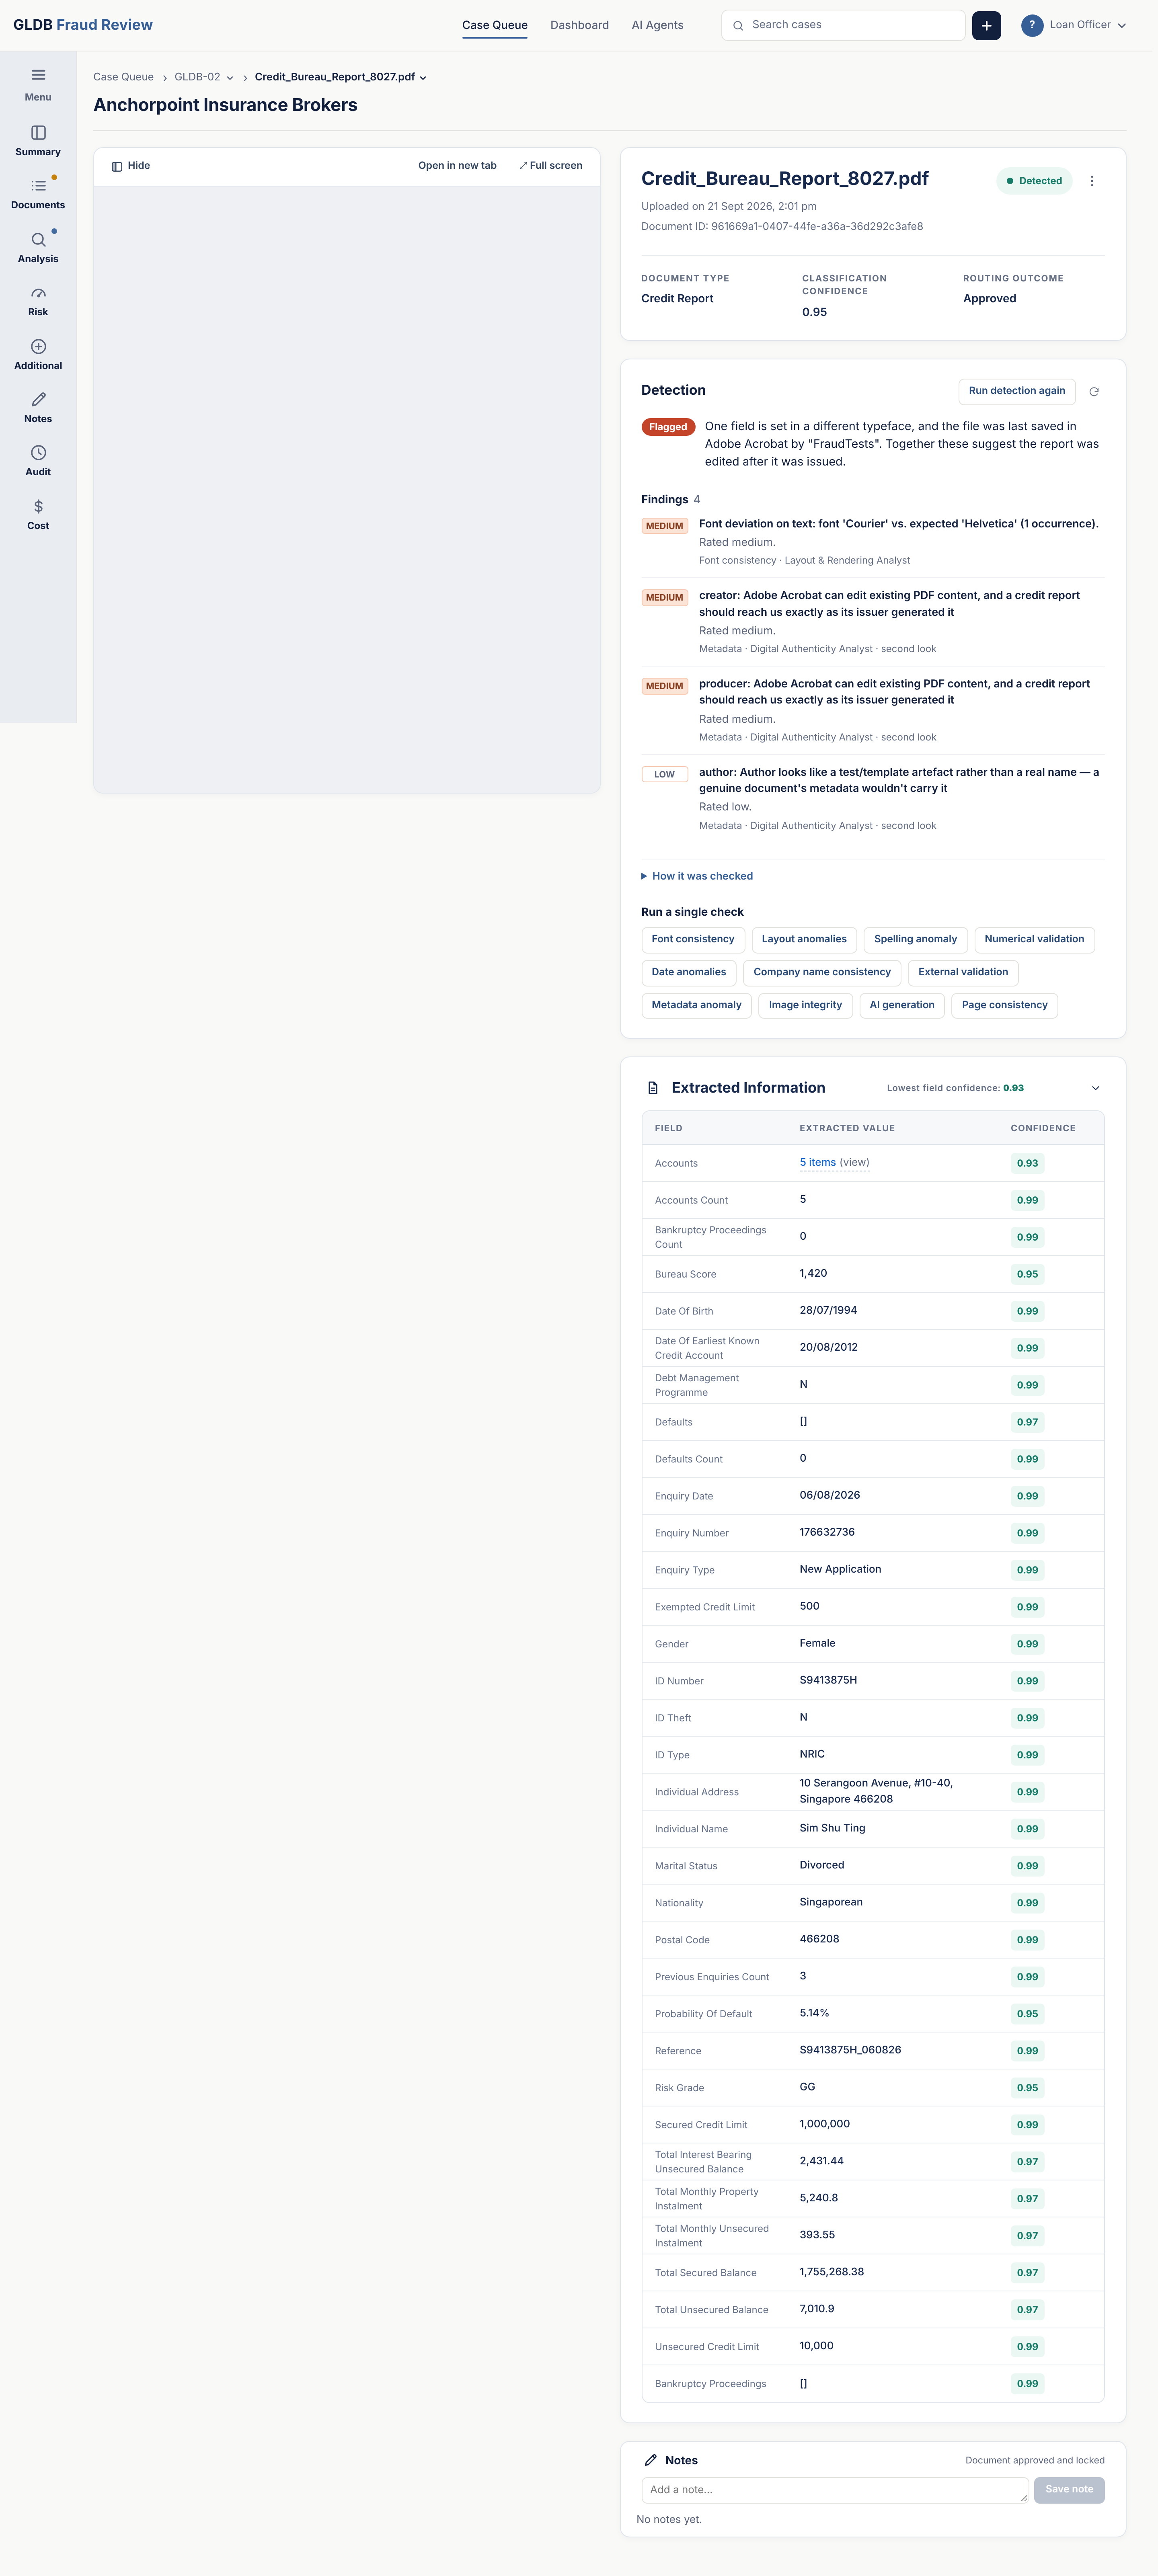 GLDB Fraud Review
Case Queue
Dashboard
AI Agents
Search cases
+
?
Loan Officer
Menu
Summary
Documents
Analysis
Risk
Additional
Notes
Audit
Cost
Case Queue › GLDB-02 › Credit_Bureau_Report_8027.pdf
Anchorpoint Insurance Brokers
Hide
Open in new tab
Full screen
Credit_Bureau_Report_8027.pdf
Detected
Uploaded on 21 Sept 2026, 2:01 pm
Document ID: 961669a1-0407-44fe-a36a-36d292c3afe8
DOCUMENT TYPE
Credit Report
CLASSIFICATION
CONFIDENCE
0.95
ROUTING OUTCOME
Approved
Detection
Run detection again
Flagged
One field is set in a different typeface, and the file was last saved in
Adobe Acrobat by "FraudTests". Together these suggest the report was
edited after it was issued.
Findings 4
MEDIUM
Font deviation on text: font 'Courier' vs. expected 'Helvetica' (1 occurrence).
Rated medium.
Font consistency · Layout & Rendering Analyst
MEDIUM
creator: Adobe Acrobat can edit existing PDF content, and a credit report
should reach us exactly as its issuer generated it
Rated medium.
Metadata · Digital Authenticity Analyst · second look
MEDIUM
producer: Adobe Acrobat can edit existing PDF content, and a credit report
should reach us exactly as its issuer generated it
Rated medium.
Metadata · Digital Authenticity Analyst · second look
LOW
author: Author looks like a test/template artefact rather than a real name — a
genuine document's metadata wouldn't carry it
Rated low.
Metadata · Digital Authenticity Analyst · second look
How it was checked
Run a single check
Font consistency
Layout anomalies
Spelling anomaly
Numerical validation
Date anomalies
Company name consistency
External validation
Metadata anomaly
Image integrity
AI generation
Page consistency
Extracted Information
Lowest field confidence: 0.93
FIELD EXTRACTED VALUE CONFIDENCE
Accounts 5 items (view) 0.93
Accounts Count 5 0.99
Bankruptcy Proceedings
Count 0 0.99
Bureau Score 1,420 0.95
Date Of Birth 28/07/1994 0.99
Date Of Earliest Known
Credit Account 20/08/2012 0.99
Debt Management
Programme N 0.99
Defaults [] 0.97
Defaults Count 0 0.99
Enquiry Date 06/08/2026 0.99
Enquiry Number 176632736 0.99
Enquiry Type New Application 0.99
Exempted Credit Limit 500 0.99
Gender Female 0.99
ID Number S9413875H 0.99
ID Theft N 0.99
ID Type NRIC 0.99
Individual Address 10 Serangoon Avenue, #10-40,
Singapore 466208 0.99
Individual Name Sim Shu Ting 0.99
Marital Status Divorced 0.99
Nationality Singaporean 0.99
Postal Code 466208 0.99
Previous Enquiries Count 3 0.99
Probability Of Default 5.14% 0.95
Reference S9413875H_060826 0.99
Risk Grade GG 0.95
Secured Credit Limit 1,000,000 0.99
Total Interest Bearing
Unsecured Balance 2,431.44 0.97
Total Monthly Property
Instalment 5,240.8 0.97
Total Monthly Unsecured
Instalment 393.55 0.97
Total Secured Balance 1,755,268.38 0.97
Total Unsecured Balance 7,010.9 0.97
Unsecured Credit Limit 10,000 0.99
Bankruptcy Proceedings [] 0.99
Notes
Document approved and locked
Add a note...
Save note
No notes yet.